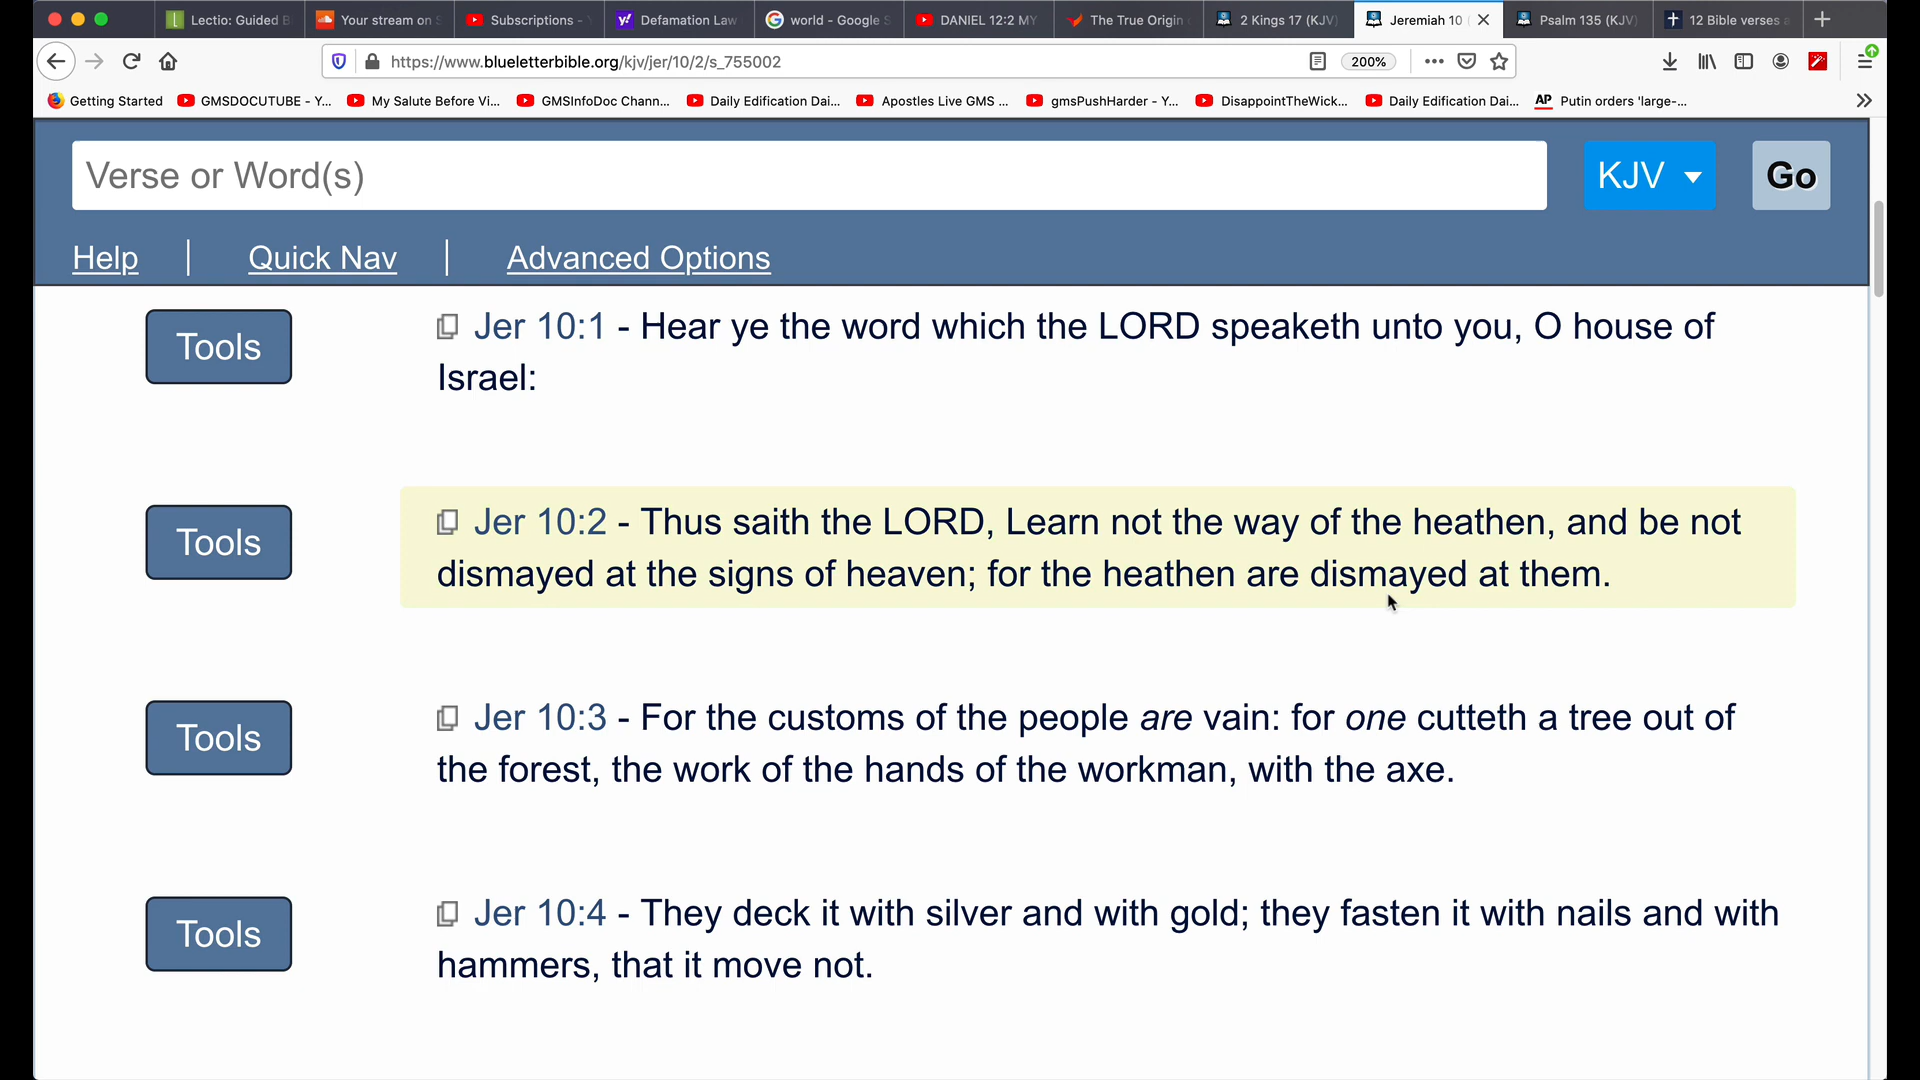 Lectio: Guided B
Your stream on S
Subscriptions -
Defamation Law
world - Google S
DANIEL 12:2 MY
The True Origin
2 Kings 17 (KJV)
Jeremiah 10
Psalm 135 (KJV)
12 Bible verses a
https://www.blueletterbible.org/kjv/jer/10/2/s_755002
200%
Getting Started
GMSDOCUTUBE - Y...
My Salute Before Vi...
GMSInfoDoc Chann...
Daily Edification Dai...
Apostles Live GMS ...
gmsPushHarder - Y...
DisappointTheWick...
Daily Edification Dai...
AP Putin orders 'large-...
Verse or Word(s)
KJV
Go
Help | Quick Nav | Advanced Options
Tools
Jer 10:1 - Hear ye the word which the LORD speaketh unto you, O house of
Israel:
Tools
Jer 10:2 - Thus saith the LORD, Learn not the way of the heathen, and be not
dismayed at the signs of heaven; for the heathen are dismayed at them.
Tools
Jer 10:3 - For the customs of the people are vain: for one cutteth a tree out of
the forest, the work of the hands of the workman, with the axe.
Tools
Jer 10:4 - They deck it with silver and with gold; they fasten it with nails and with
hammers, that it move not.